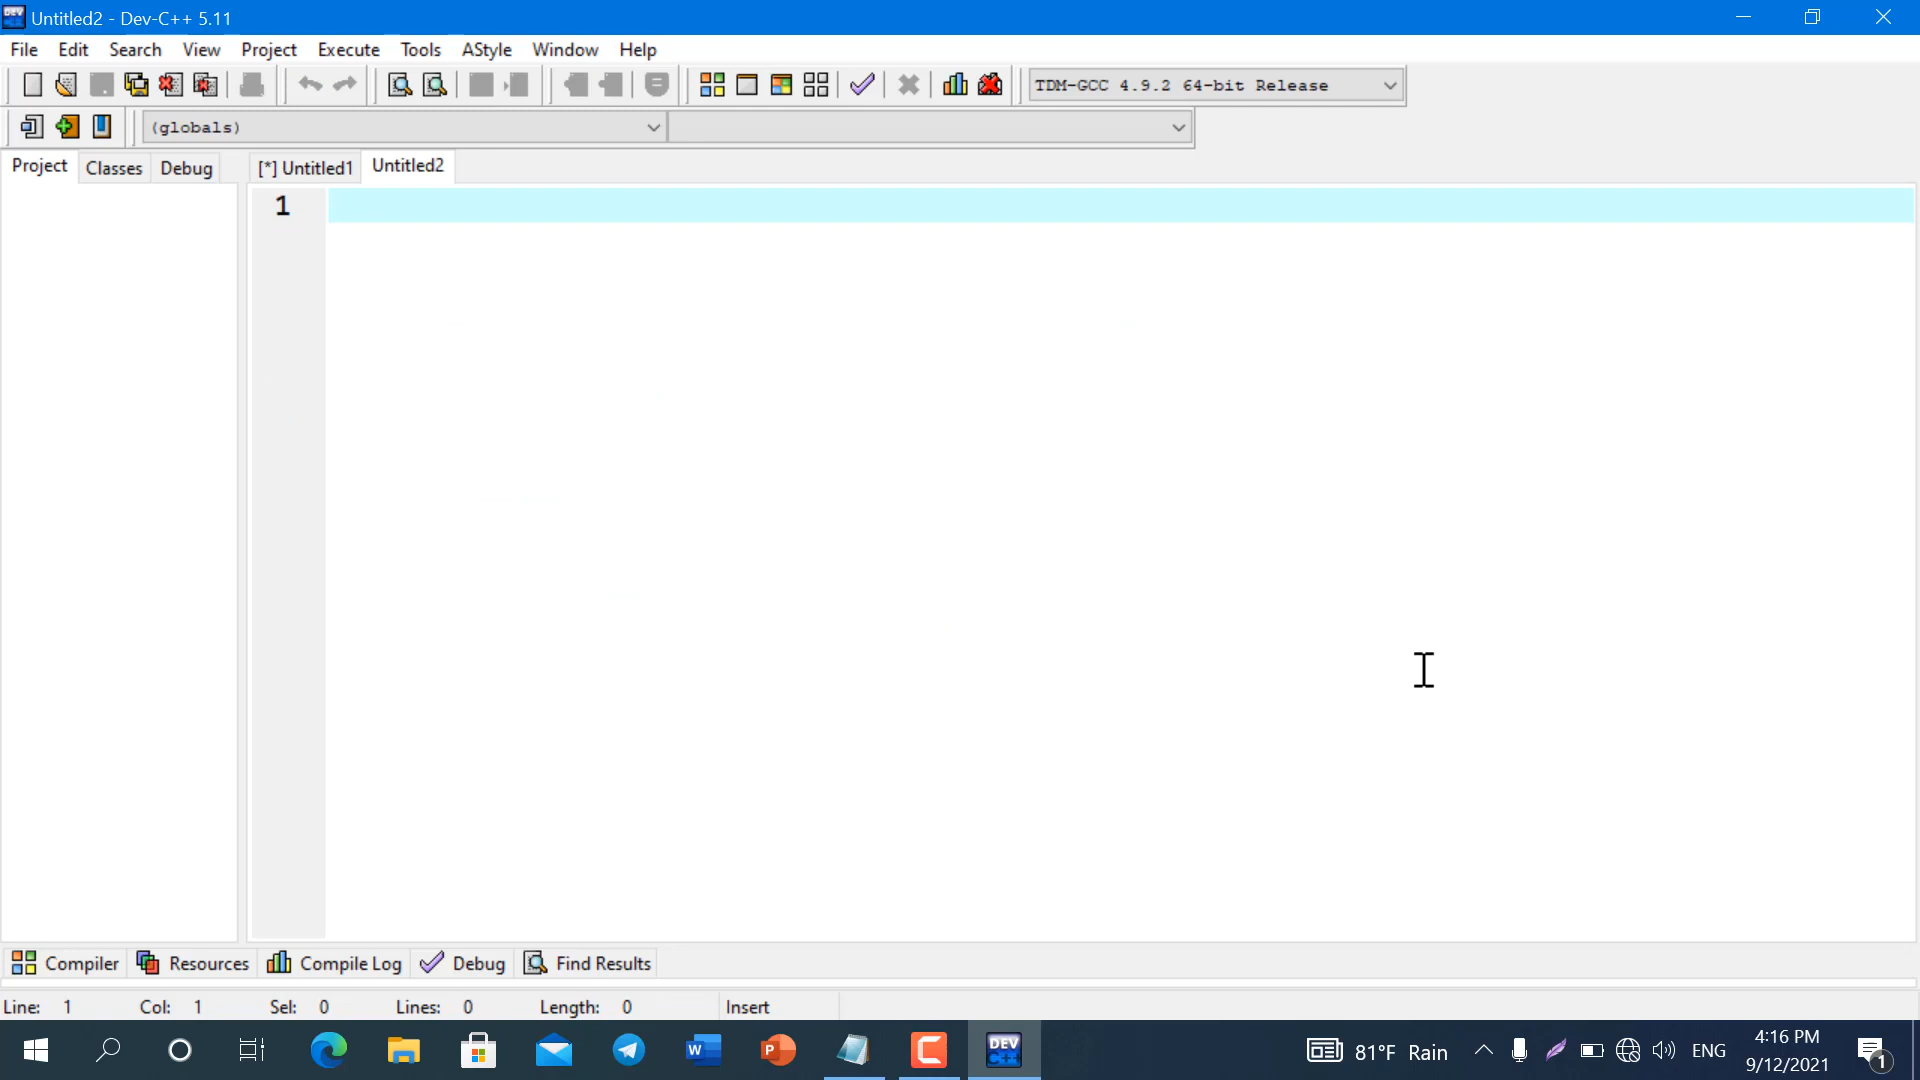 Untitled2 - Dev-C++ 5.11
File Edit Search View Project Execute Tools AStyle Window Help
TDM-GCC 4.9.2 64-bit Release
(globals)
Project Classes Debug [*] Untitled1 Untitled2
1
Compiler Resources Compile Log Debug Find Results
Line: 1 Col: 1 Sel: 0 Lines: 0 Length: 0 Insert
DEV C++ 81°F Rain ENG 4:16 PM
9/12/2021 1